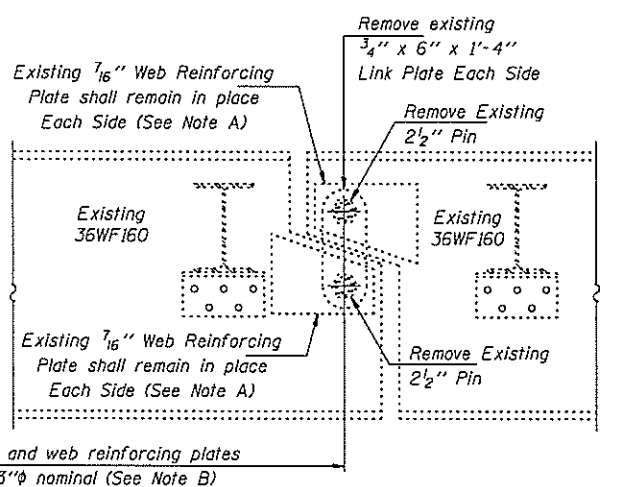 Remove existing
3/4" x 6" x 1'-4"
Link Plate Each Side
Existing 7/16" Web Reinforcing
Plate shall remain in place
Each Side (See Note A)
Remove Existing
2 1/2" Pin
Existing
36WF160
Existing
36WF160
Existing 7/16" Web Reinforcing
Plate shall remain in place
Each Side (See Note A)
Remove Existing
2 1/2" Pin
and web reinforcing plates
3"φ nominal (See Note B)